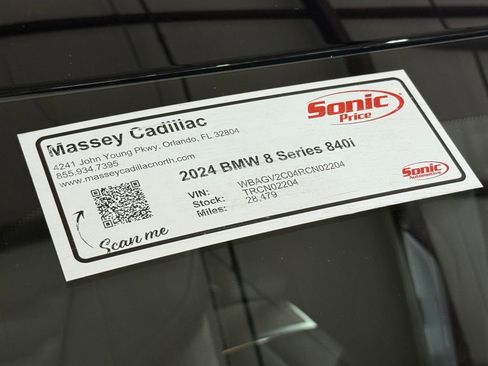 Massey Cadillac
4241 John Young Pkwy, Orlando, FL 32804
855.934.7395
www.masseycadillacnorth.com
Sonic
Price
2024 BMW 8 Series 840i
VIN: WBAGV2C04RCN02204
Stock: TRCN02204
Miles: 28,479
Scan me
Sonic
Automotive